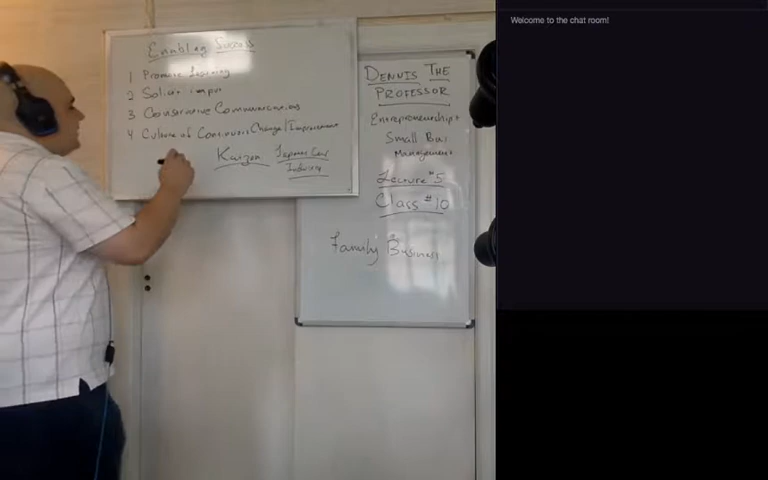 Enabling Success
1 Promote Learning
2 Solicit input
3 Constructive Communications
4 Culture of Continuous Change/Improvement
Kaizen Japanese Car
Industry
DENNIS THE
PROFESSOR
Entrepreneurship +
Small Bus
Management
Lecture #5
Class #10
Family Business
Welcome to the chat room!